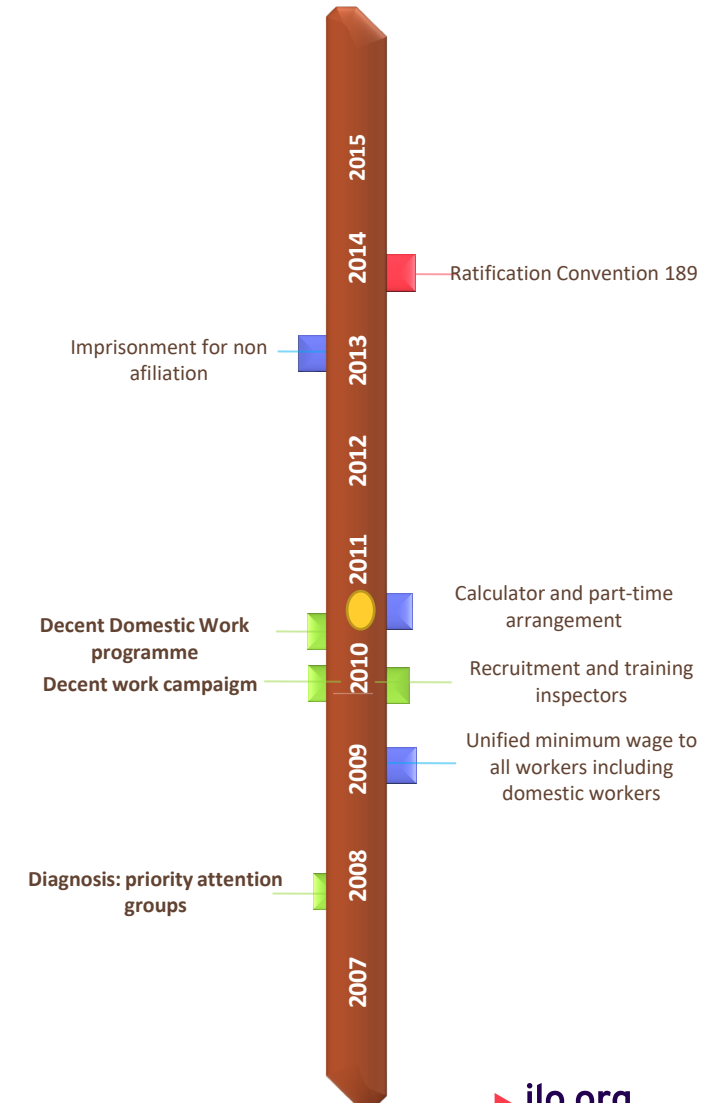 2015
2014
Ratification Convention 189
Imprisonment for non
afiliation
2013
2012
2011
Calculator and part-time
arrangement
Decent Domestic Work
programme
2010
Decent work campaigm
Recruitment and training
inspectors
Unified minimum wage to
all workers including
domestic workers
2009
2008
Diagnosis: priority attention
groups
2007
ilo.org